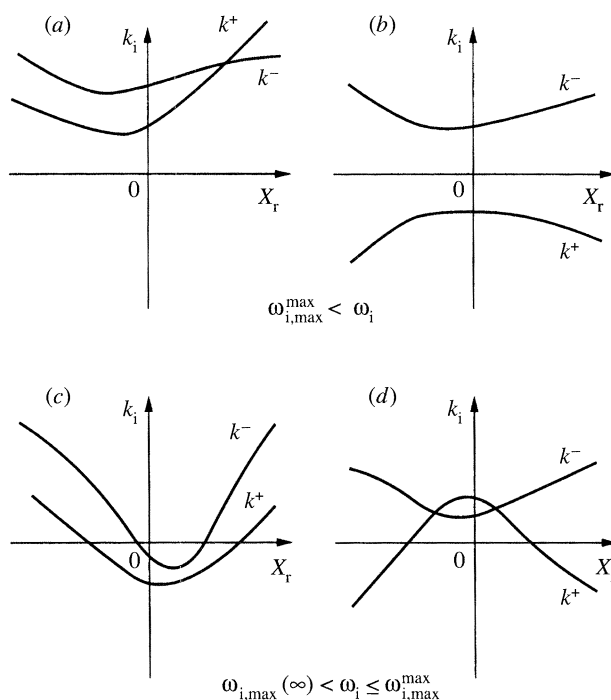 (a) k_i k^+ (b) k_i
k^- k^-
0 X_r 0 X_r
k^+
ω_{i,max}^{max} < ω_i
(c) k_i k^- (d) k_i k^-
k^+
0 X_r 0 X
k^+
ω_{i,max} (∞) < ω_i ≤ ω_{i,max}^{max}